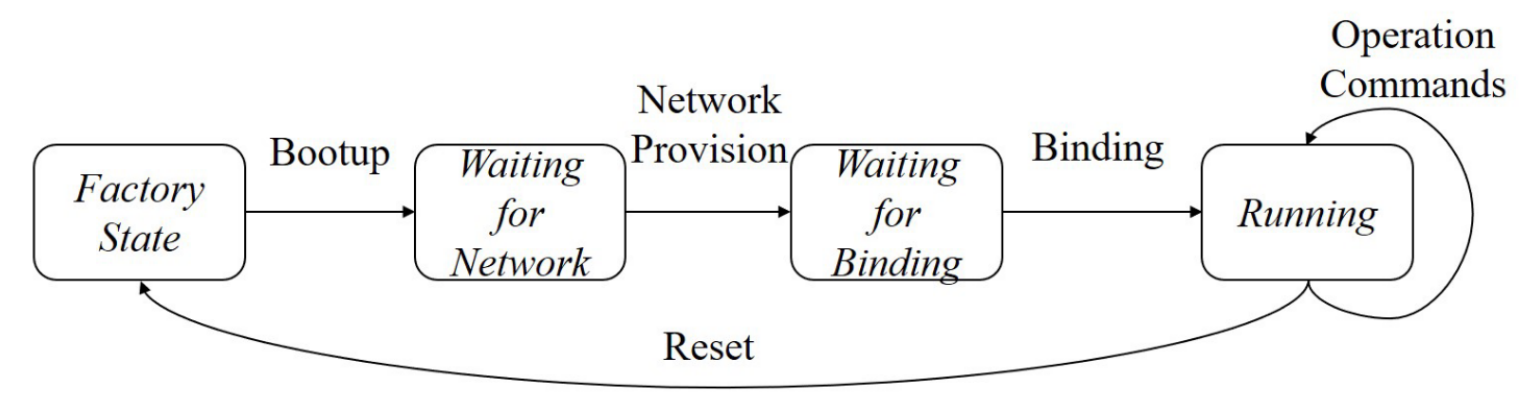 Operation
Commands
Network
Provision
Bootup
Binding
Factory
State
Waiting
for
Network
Waiting
for
Binding
Running
Reset